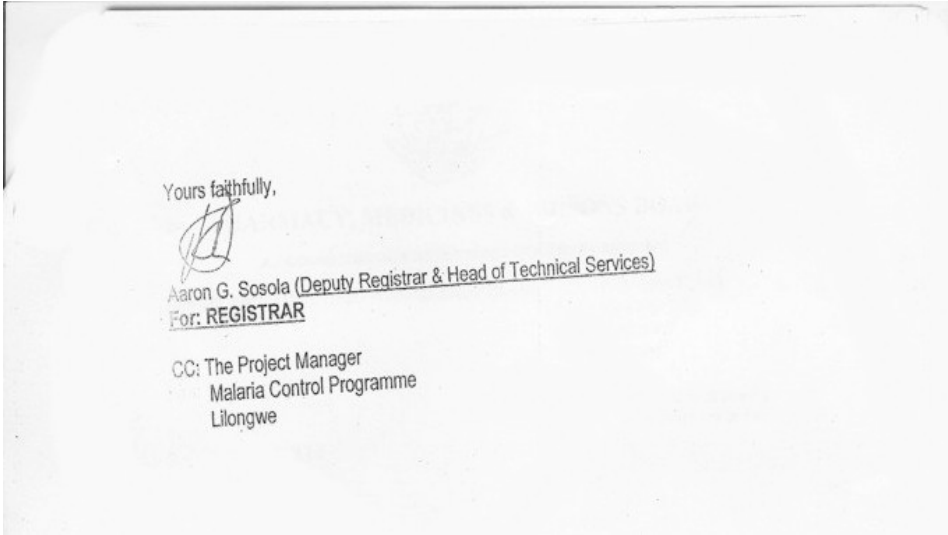 Yours faithfully,
Aaron G. Sosola (Deputy Registrar & Head of Technical Services)
For: REGISTRAR
CC: The Project Manager
Malaria Control Programme
Lilongwe